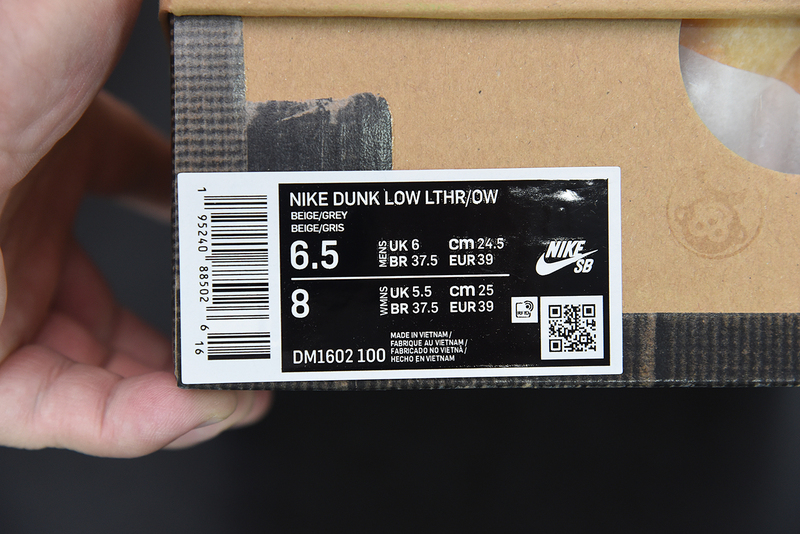 NIKE DUNK LOW LTHR/OW
BEIGE/GREY
BEIGE/GRIS
6.5 MENS UK 6 cm 24.5
BR 37.5 EUR 39
8 WMNS UK 5.5 cm 25
BR 37.5 EUR 39
DM1602 100
MADE IN VIETNAM /
FABRIQUE AU VIETNAM /
FABRICADO NO VIETNÃ /
HECHO EN VIETNAM
NIKE
SB
RFID
1 95240 88502 6 16